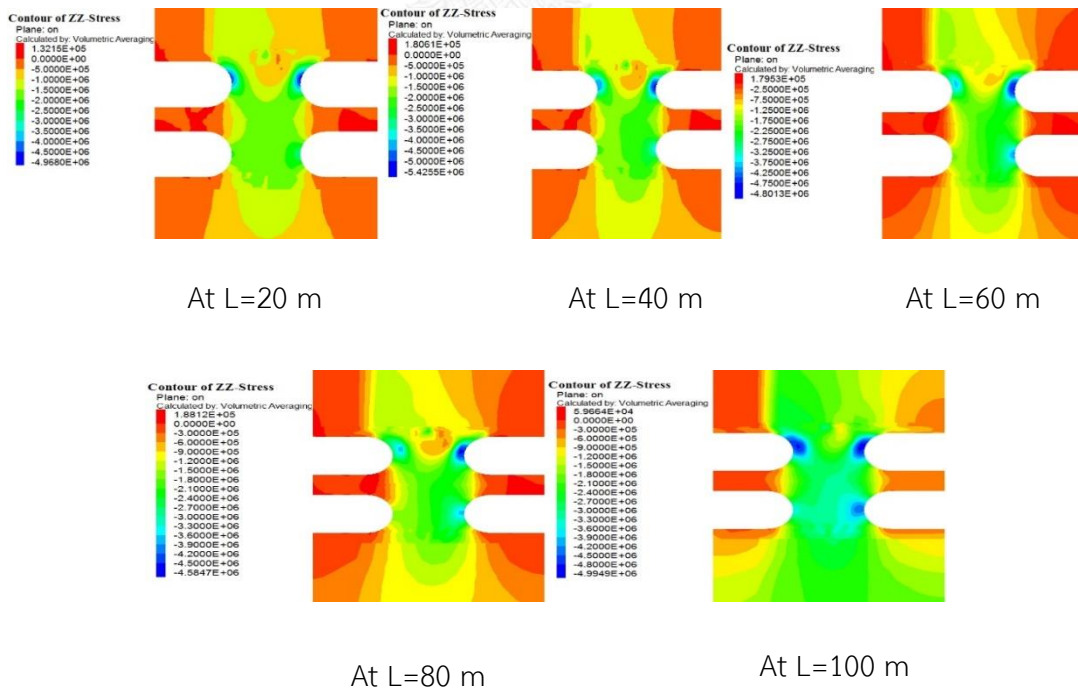 Contour of ZZ-Stress
Plane: on
Calculated by: Volumetric Averaging
1.3215E+05
0.0000E+00
-5.0000E+05
-1.0000E+06
-1.5000E+06
-2.0000E+06
-2.5000E+06
-3.0000E+06
-3.5000E+06
-4.0000E+06
-4.5000E+06
-4.9680E+06
Contour of ZZ-Stress
Plane: on
Calculated by: Volumetric Averaging
1.8061E+05
0.0000E+00
-5.0000E+05
-1.0000E+06
-1.5000E+06
-2.0000E+06
-2.5000E+06
-3.0000E+06
-3.5000E+06
-4.0000E+06
-4.5000E+06
-5.0000E+06
-5.4255E+06
Contour of ZZ-Stress
Plane: on
Calculated by: Volumetric Averaging
1.7953E+05
-2.5000E+05
-7.5000E+05
-1.2500E+06
-1.7500E+06
-2.2500E+06
-2.7500E+06
-3.2500E+06
-3.7500E+06
-4.2500E+06
-4.7500E+06
-4.8013E+06
At L=20 m
At L=40 m
At L=60 m
Contour of ZZ-Stress
Plane: on
Calculated by: Volumetric Averaging
1.8812E+05
0.0000E+00
-3.0000E+05
-6.0000E+05
-9.0000E+05
-1.2000E+06
-1.5000E+06
-1.8000E+06
-2.1000E+06
-2.4000E+06
-2.7000E+06
-3.0000E+06
-3.3000E+06
-3.6000E+06
-3.9000E+06
-4.2000E+06
-4.5000E+06
-4.5847E+06
Contour of ZZ-Stress
Plane: on
Calculated by: Volumetric Averaging
5.9664E+04
0.0000E+00
-3.0000E+05
-6.0000E+05
-9.0000E+05
-1.2000E+06
-1.5000E+06
-1.8000E+06
-2.1000E+06
-2.4000E+06
-2.7000E+06
-3.0000E+06
-3.3000E+06
-3.6000E+06
-3.9000E+06
-4.2000E+06
-4.5000E+06
-4.8000E+06
-4.9949E+06
At L=80 m
At L=100 m